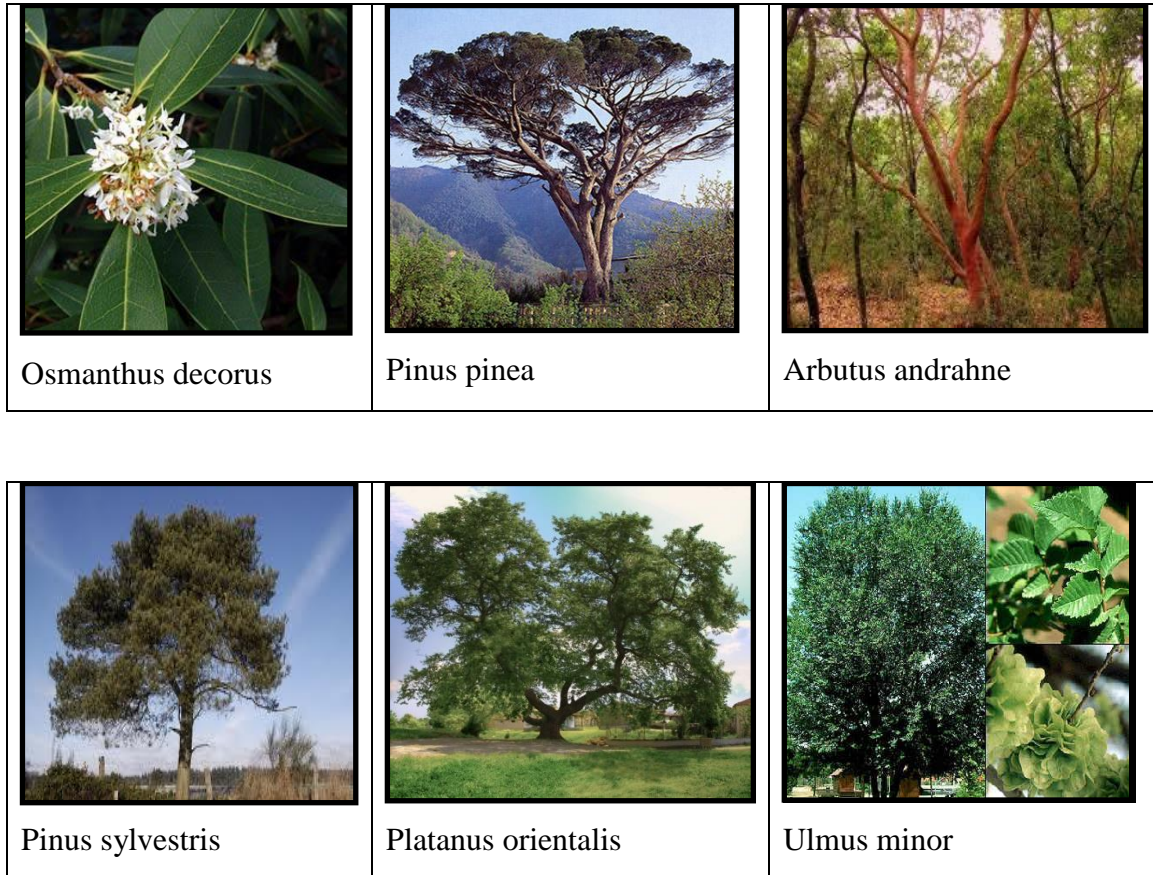 Osmanthus decorus
Pinus pinea
Arbutus andrahne
Pinus sylvestris
Platanus orientalis
Ulmus minor